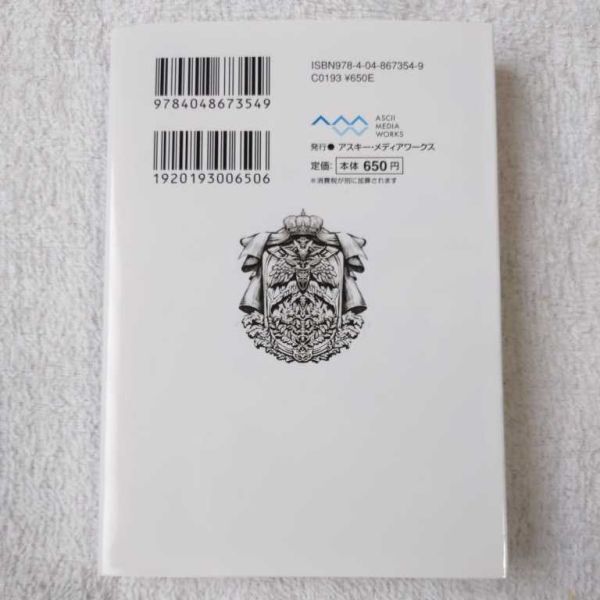 ISBN978-4-04-867354-9
C0193 ¥650E
9784048673549
ASCII
MEDIA
WORKS
発行● アスキー・メディアワークス
1920193006506
定価: 本体 650 円
※消費税が別に加算されます